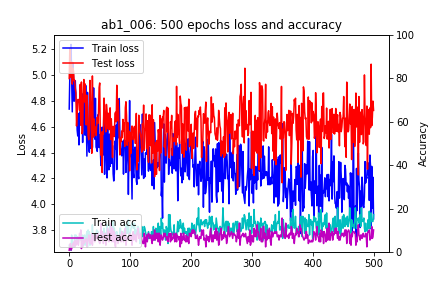 ab1_006: 500 epochs loss and accuracy
Train loss
Test loss
5.2
5.0
4.8
4.6
4.4
4.2
4.0
3.8
Loss
100
80
60
40
20
0
Accuracy
Train acc
Test acc
0
100
200
300
400
500